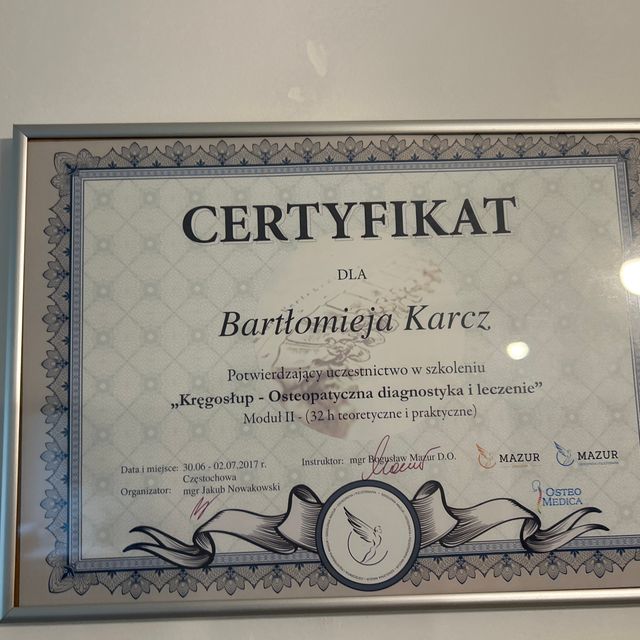 CERTYFIKAT
DLA
Bartłomieja Karcz
Potwierdzający uczestnictwo w szkoleniu
„Kręgosłup - Osteopatyczna diagnostyka i leczenie”
Moduł II - (32 h teoretyczne i praktyczne)
Data i miejsce: 30.06 - 02.07.2017 r.
Częstochowa
Organizator: mgr Jakub Nowakowski
Instruktor: mgr Bogusław Mazur D.O.
MAZUR
MAZUR
OSTEO
MEDICA